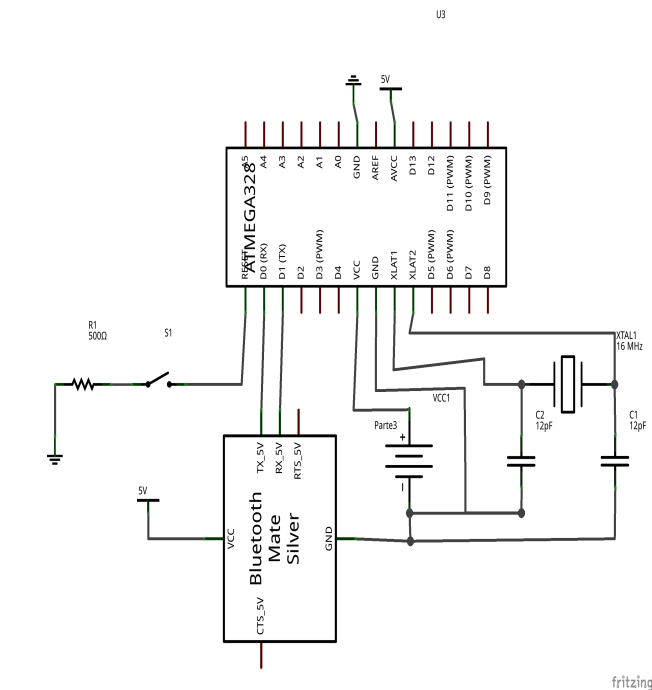 U3
5V
A5
A4
A3
A2
A1
A0
GND
AREF
AVCC
D13
D12
D11 (PWM)
D10 (PWM)
D9 (PWM)
ATMEGA328
RESET
D0 (RX)
D1 (TX)
D2
D3 (PWM)
D4
VCC
GND
XLAT1
XLAT2
D5 (PWM)
D6 (PWM)
D7
D8
R1
500Ω
S1
XTAL1
16 MHz
VCC1
Parte3
+
−
C2
12pF
C1
12pF
TX_5V
RX_5V
RTS_5V
5V
VCC
Bluetooth
Mate
Silver
GND
CTS_5V
fritzing